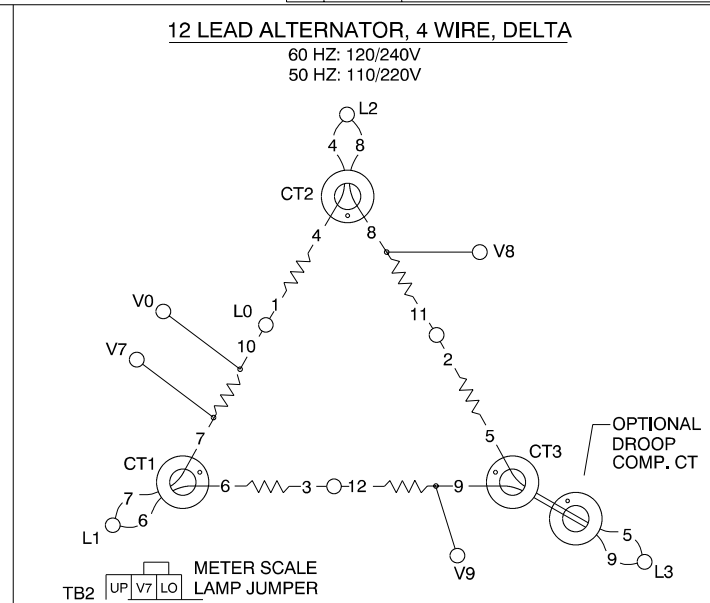 12 LEAD ALTERNATOR, 4 WIRE, DELTA
60 HZ: 120/240V
50 HZ: 110/220V
L2
4 8
CT2
4 8
V8
V0
L0 1
11
10
V7
2
7
5
OPTIONAL
DROOP
COMP. CT
CT1
CT3
6 3 12 9
7
6
L1
5
9
L3
V9
METER SCALE
LAMP JUMPER
TB2 UP V7 LO